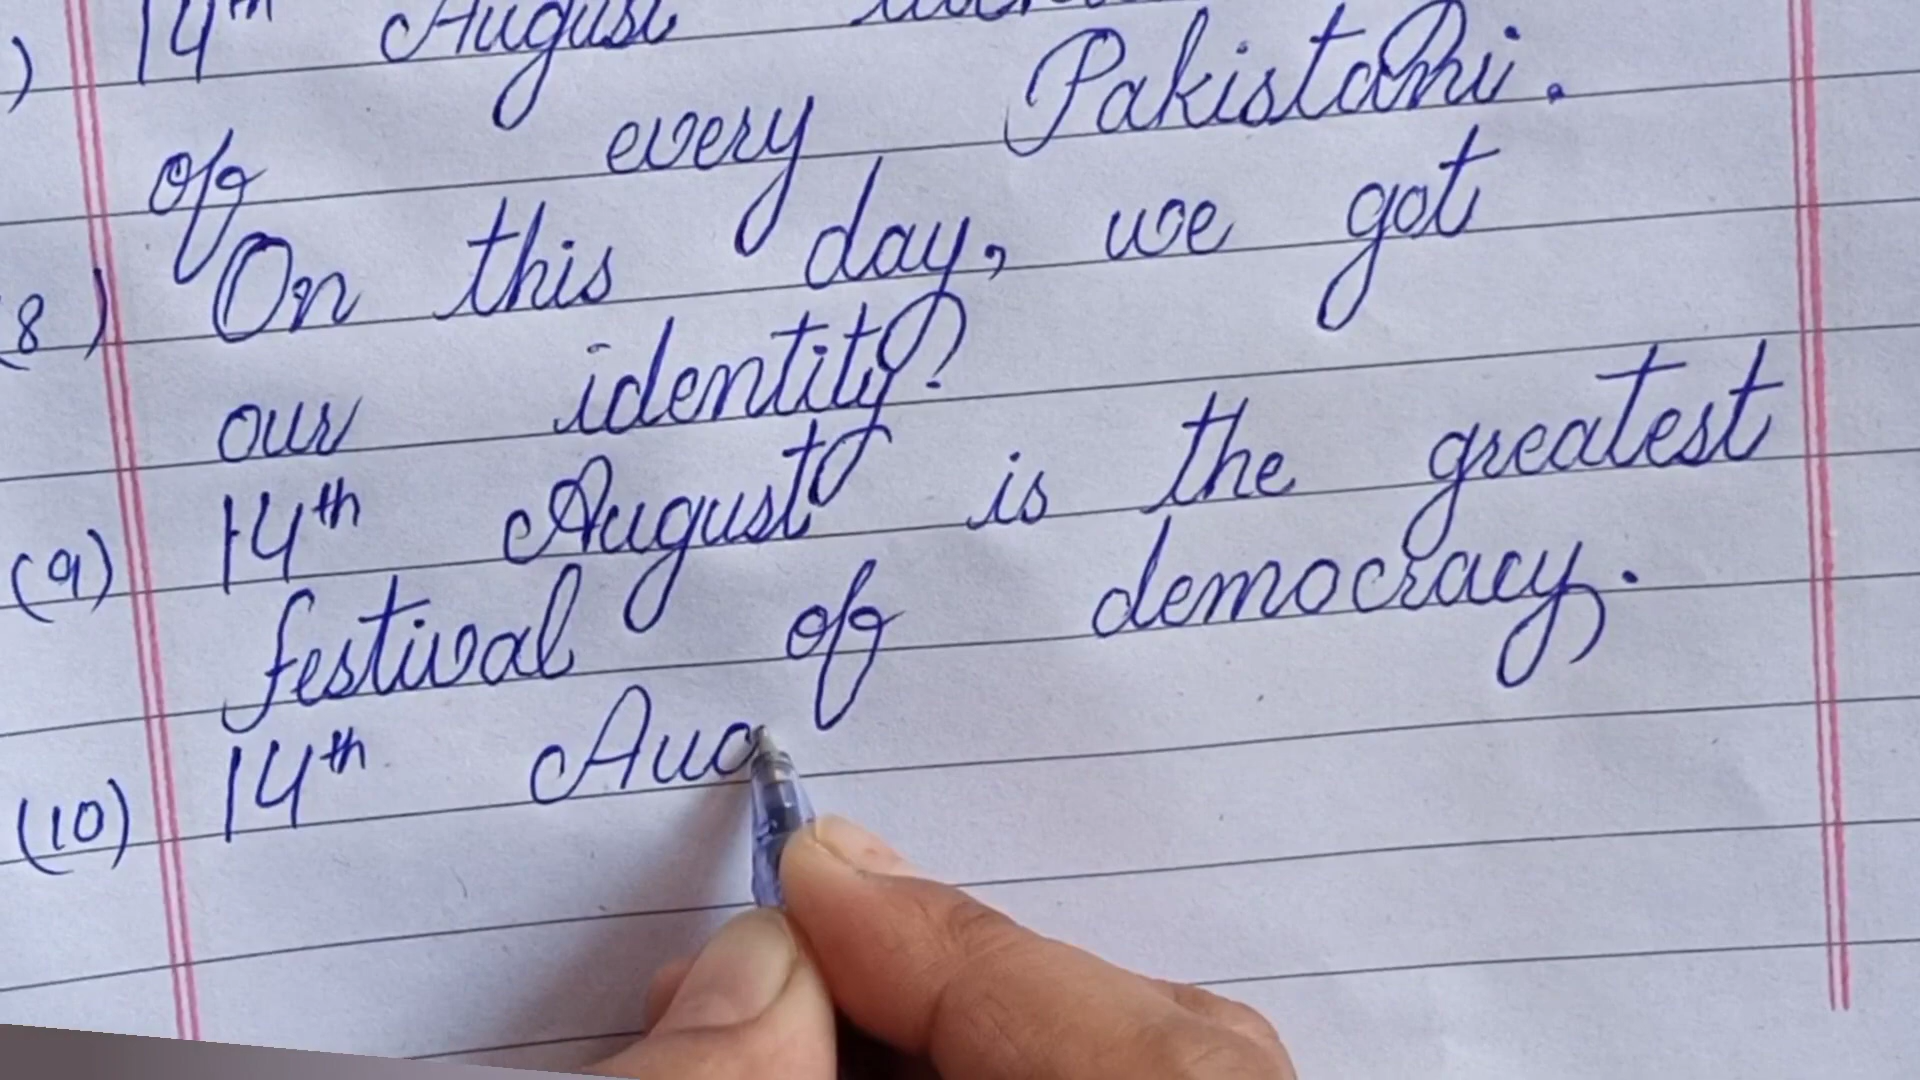 ) 14th August
of every Pakistani.
(8) On this day, we got
our identity.
(9) 14th August is the greatest
festival of democracy.
(10) 14th Aug